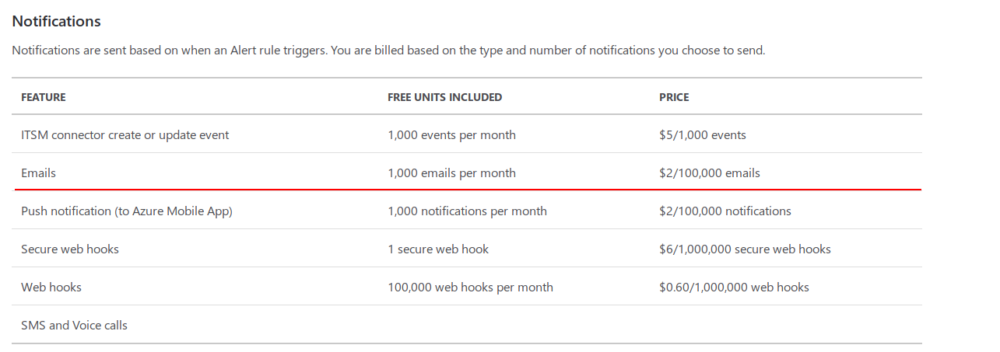 Notifications
Notifications are sent based on when an Alert rule triggers. You are billed based on the type and number of notifications you choose to send.
FEATURE FREE UNITS INCLUDED PRICE
ITSM connector create or update event 1,000 events per month $5/1,000 events
Emails 1,000 emails per month $2/100,000 emails
Push notification (to Azure Mobile App) 1,000 notifications per month $2/100,000 notifications
Secure web hooks 1 secure web hook $6/1,000,000 secure web hooks
Web hooks 100,000 web hooks per month $0.60/1,000,000 web hooks
SMS and Voice calls